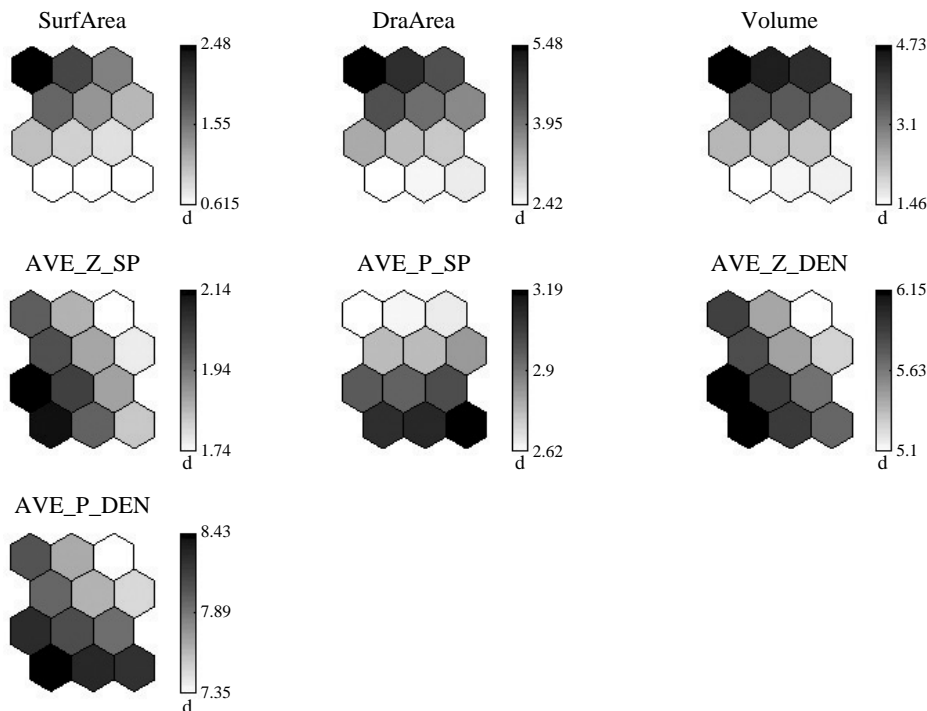 SurfArea
2.48
1.55
0.615
d
DraArea
5.48
3.95
2.42
d
Volume
4.73
3.1
1.46
d
AVE_Z_SP
2.14
1.94
1.74
d
AVE_P_SP
3.19
2.9
2.62
d
AVE_Z_DEN
6.15
5.63
5.1
d
AVE_P_DEN
8.43
7.89
7.35
d